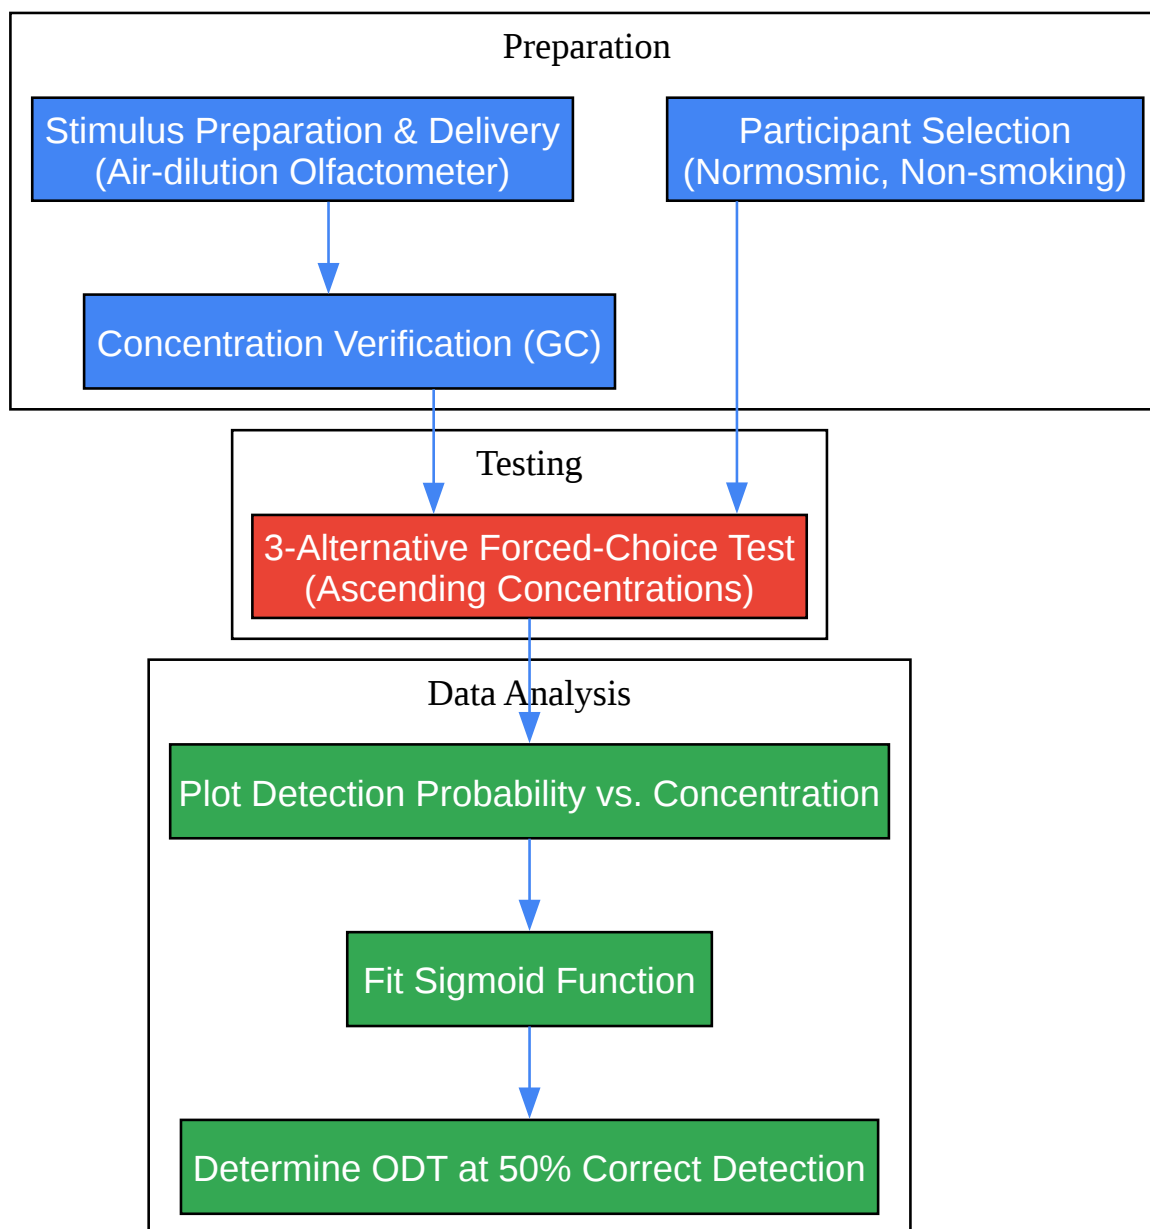 Preparation
Stimulus Preparation & Delivery
(Air-dilution Olfactometer)
Participant Selection
(Normosmic, Non-smoking)
Concentration Verification (GC)
Testing
3-Alternative Forced-Choice Test
(Ascending Concentrations)
Data Analysis
Plot Detection Probability vs. Concentration
Fit Sigmoid Function
Determine ODT at 50% Correct Detection